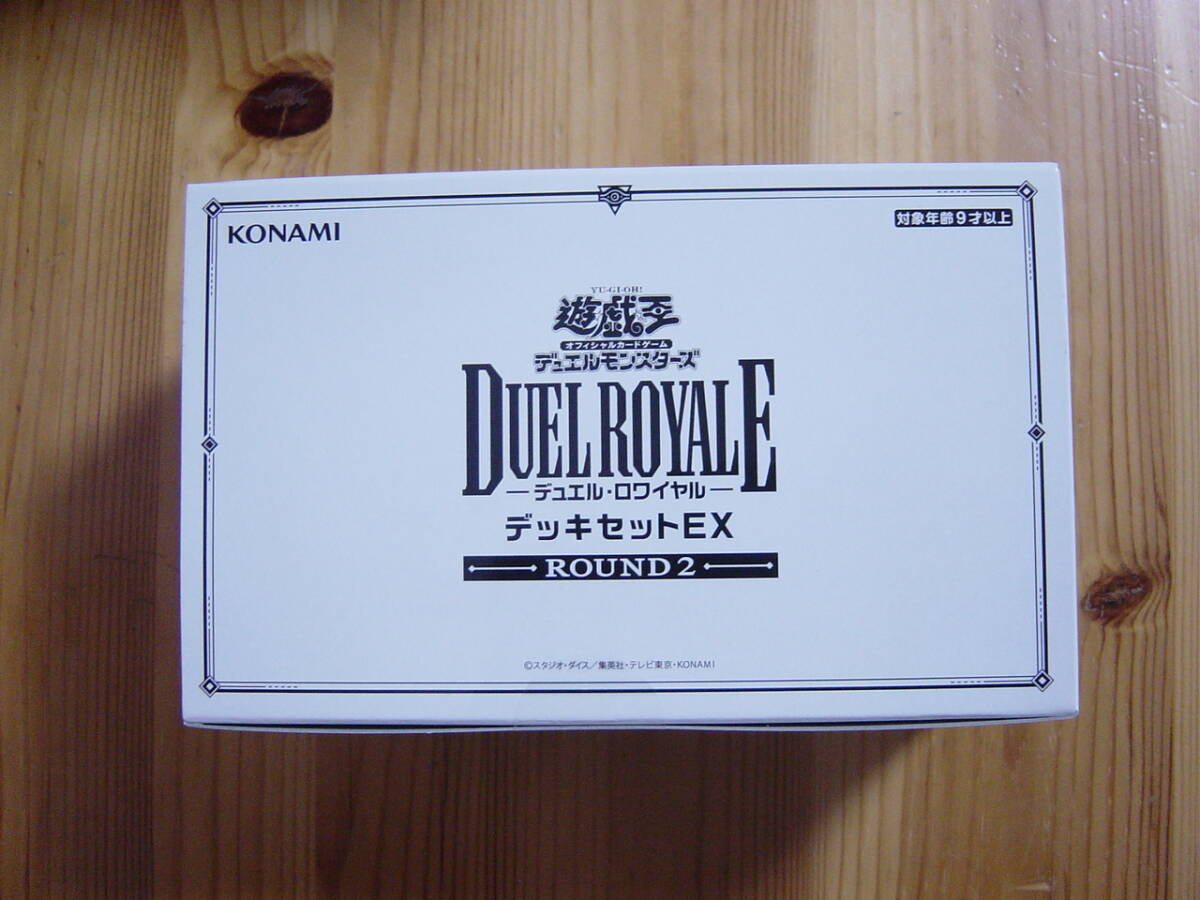 KONAMI
対象年齢9才以上
YU-GI-OH!
遊戯王
オフィシャルカードゲーム
デュエルモンスターズ
DUEL ROYALE
デュエル・ロワイヤル
デッキセットEX
ROUND2
©スタジオ・ダイス／集英社・テレビ東京・KONAMI